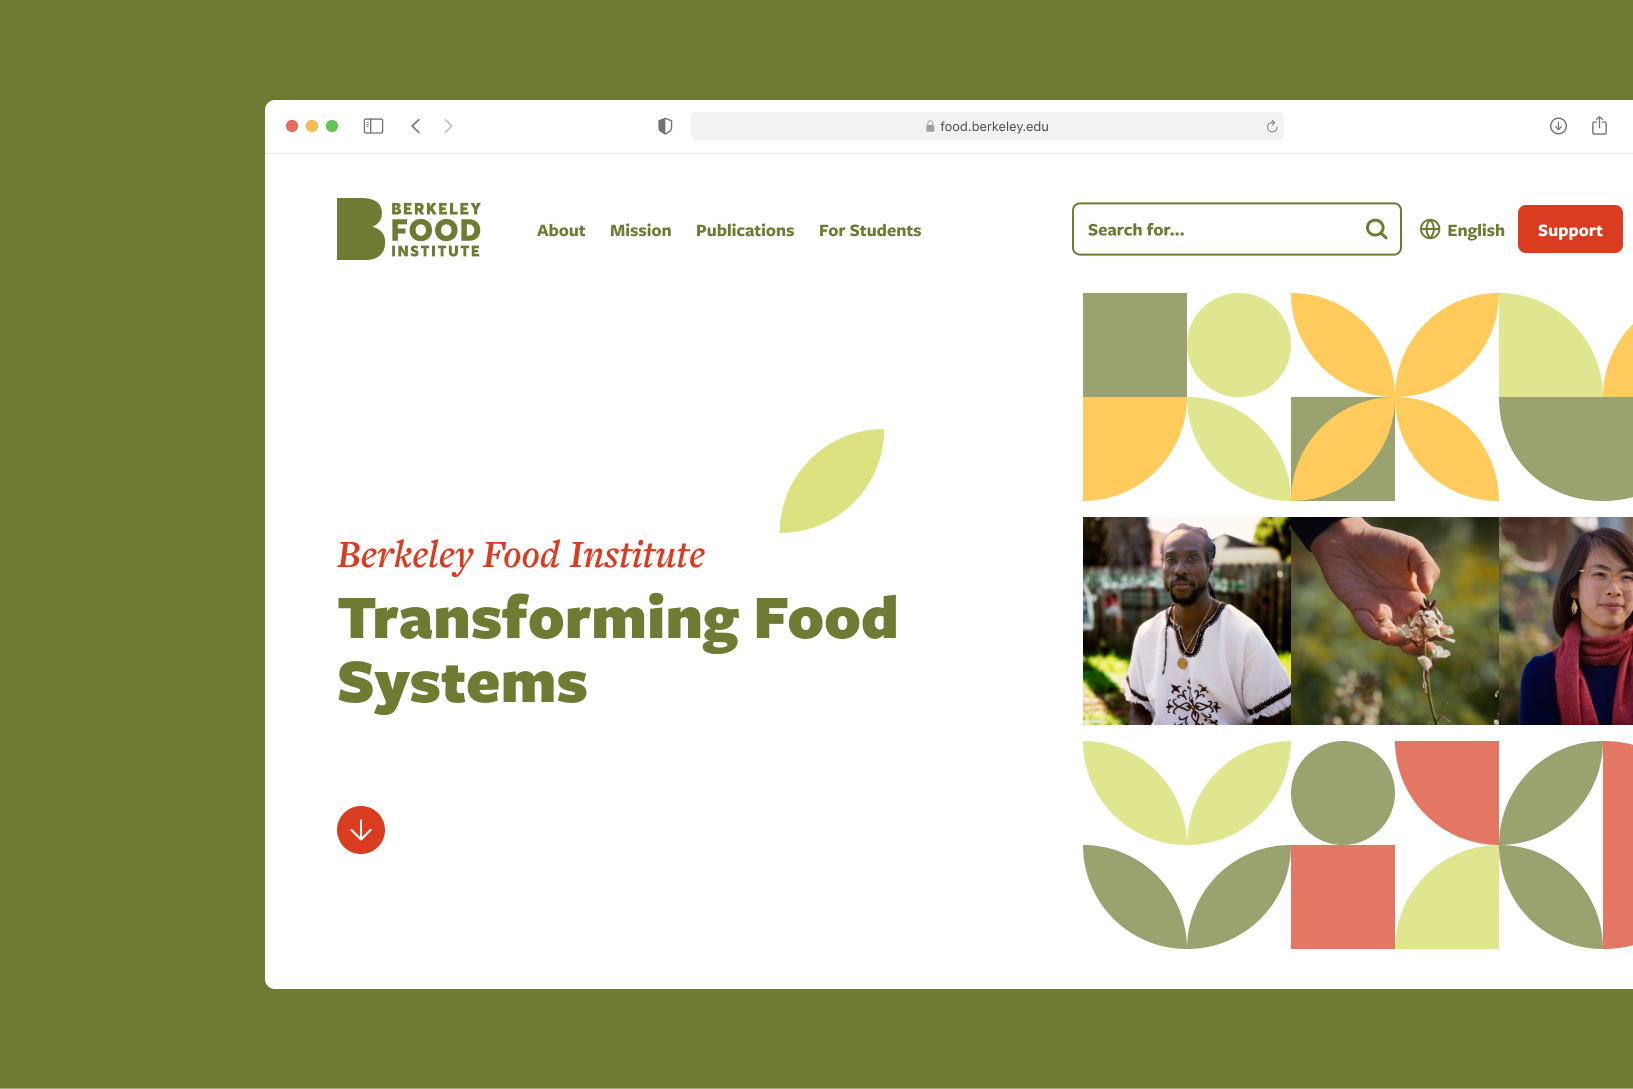 food.berkeley.edu
BERKELEY
FOOD
INSTITUTE
About Mission Publications For Students
Search for...
English
Support
Berkeley Food Institute
Transforming Food
Systems